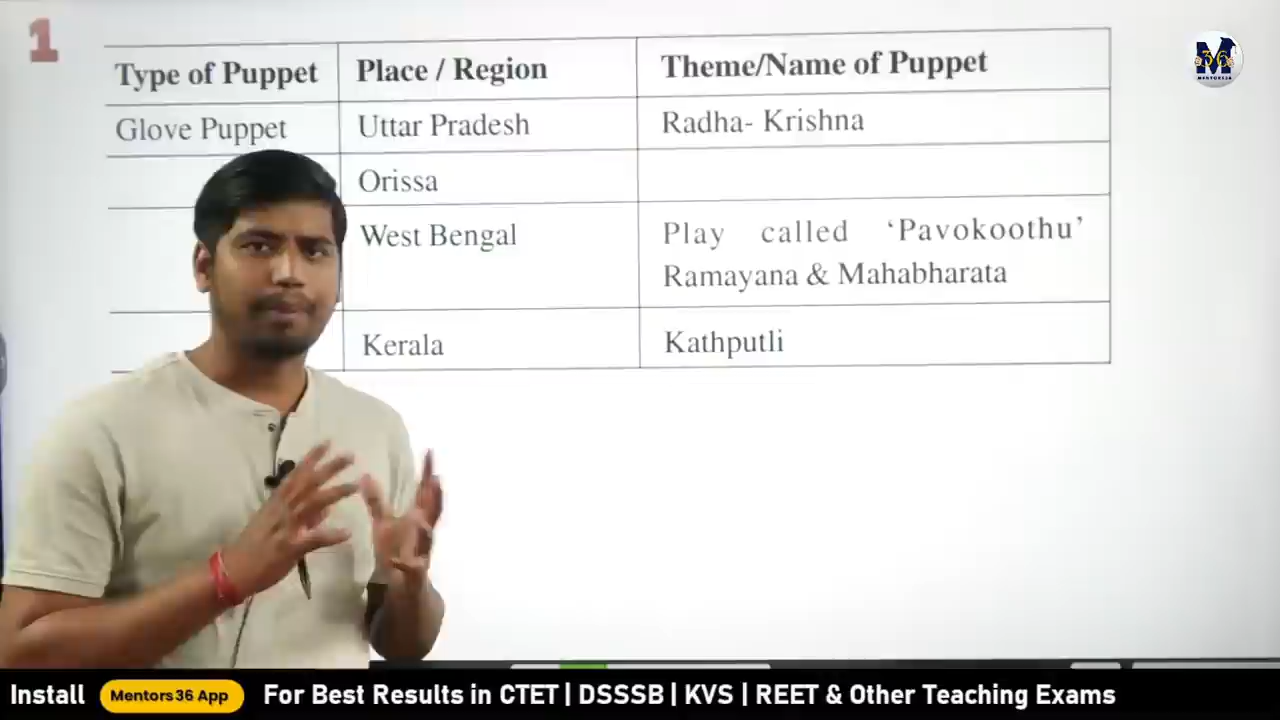 1
Type of Puppet Place / Region Theme/Name of Puppet
Glove Puppet Uttar Pradesh Radha- Krishna
Orissa
West Bengal Play called ‘Pavokoothu’
Ramayana & Mahabharata
Kerala Kathputli
M
36
MENTORS36
Install Mentors36 App For Best Results in CTET | DSSSB | KVS | REET & Other Teaching Exams